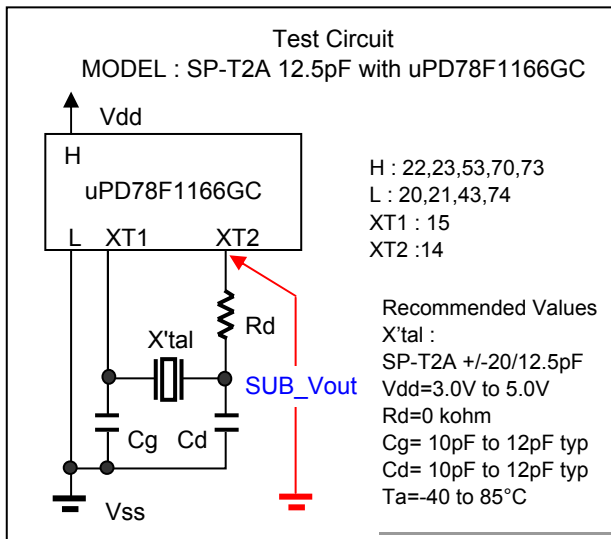 Test Circuit
MODEL : SP-T2A 12.5pF with uPD78F1166GC
Vdd
H
uPD78F1166GC
L XT1 XT2
Rd
X'tal
SUB_Vout
Cg Cd
Vss
H : 22,23,53,70,73
L : 20,21,43,74
XT1 : 15
XT2 :14
Recommended Values
X’tal :
SP-T2A +/-20/12.5pF
Vdd=3.0V to 5.0V
Rd=0 kohm
Cg= 10pF to 12pF typ
Cd= 10pF to 12pF typ
Ta=-40 to 85°C